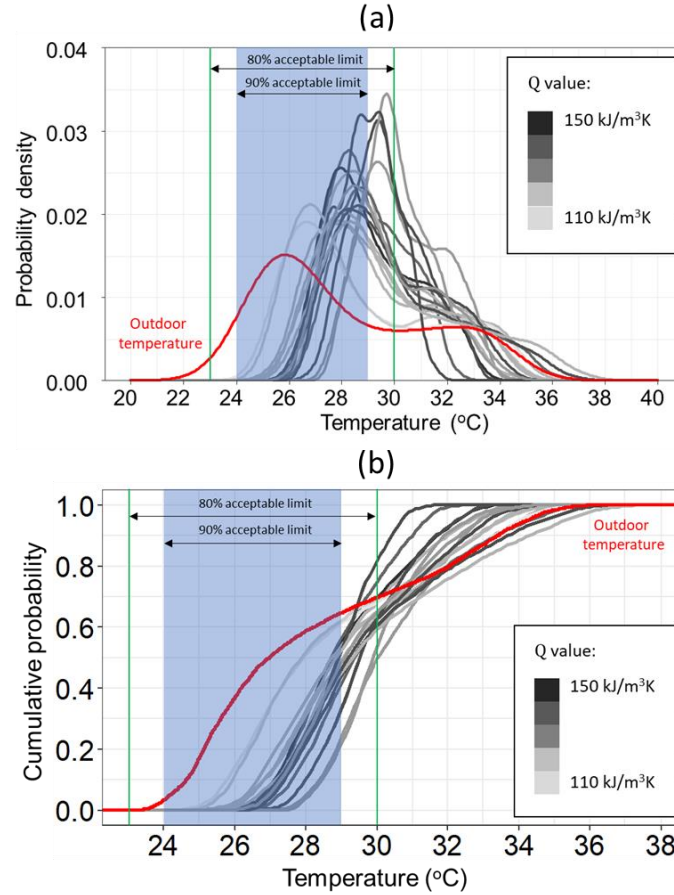 (a)
0.04
0.03
0.02
0.01
0.00
Probability density
80% acceptable limit
90% acceptable limit
Q value:
150 kJ/m³K
110 kJ/m³K
Outdoor
temperature
20 22 24 26 28 30 32 34 36 38 40
Temperature (°C)
(b)
1.0
0.8
0.6
0.4
0.2
0.0
Cumulative probability
80% acceptable limit
90% acceptable limit
Outdoor
temperature
Q value:
150 kJ/m³K
110 kJ/m³K
24 26 28 30 32 34 36 38
Temperature (°C)